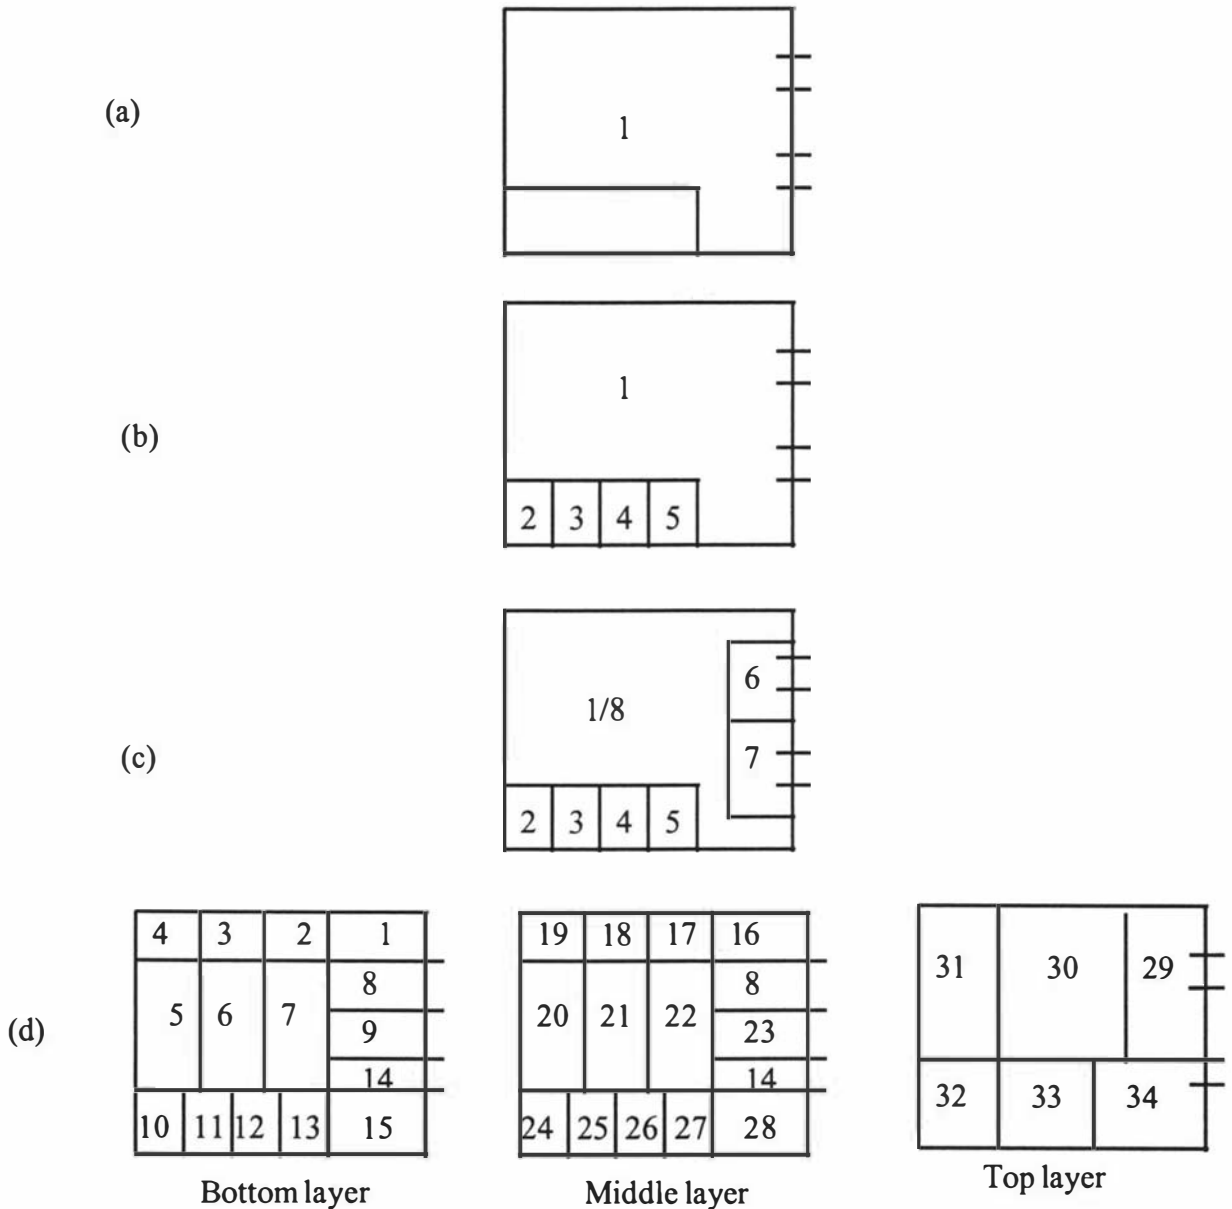 (a)
1
(b)
1
2 3 4 5
(c)
1/8
6
7
2 3 4 5
(d)
4 3 2 1
8
5 6 7
9
14
10 11 12 13 15
Bottom layer
19 18 17 16
8
20 21 22
23
14
24 25 26 27 28
Middle layer
31 30 29
32 33 34
Top layer